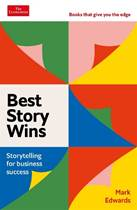 The
Economist
Books that give you the edge
Best
Story
Wins
Storytelling
for business
success
Mark
Edwards